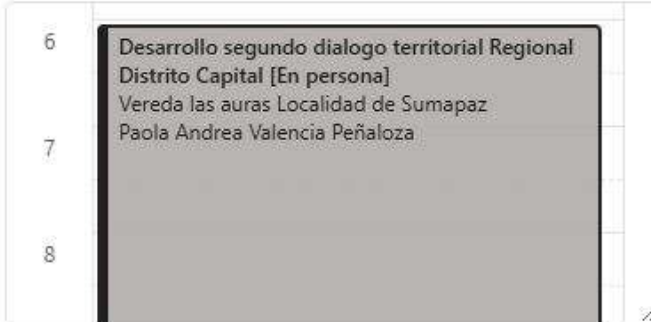 6
Desarrollo segundo dialogo territorial Regional
Distrito Capital [En persona]
Vereda las auras Localidad de Sumapaz
Paola Andrea Valencia Peñaloza
7
8